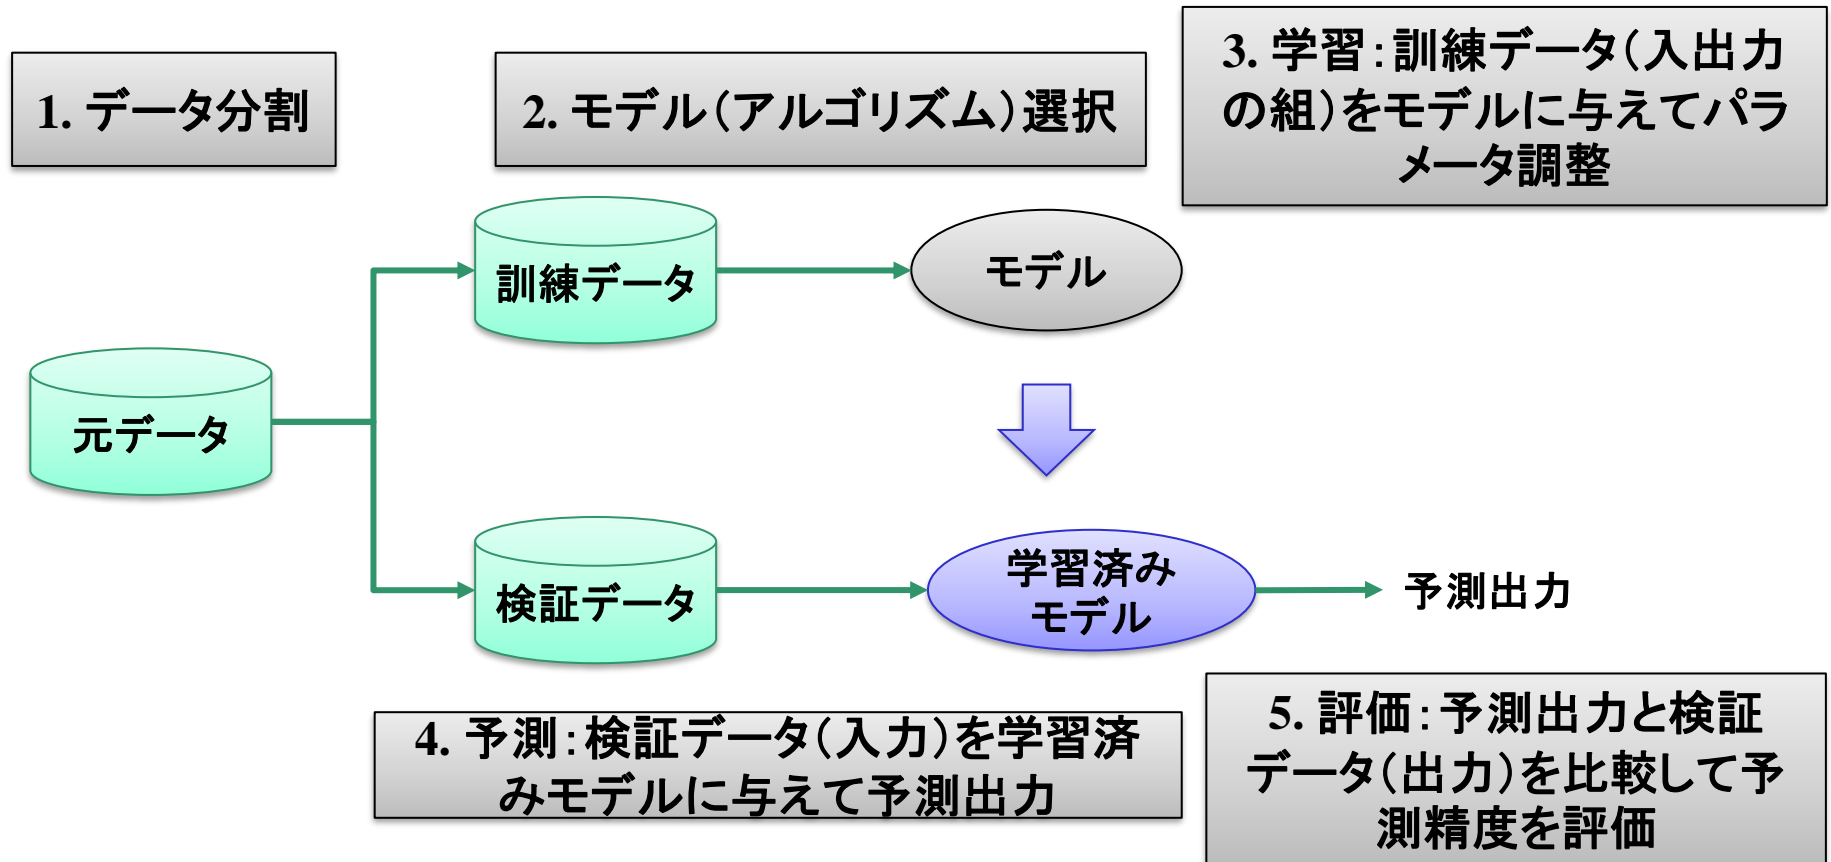 1. データ分割
2. モデル（アルゴリズム）選択
3. 学習：訓練データ（入出力
の組）をモデルに与えてパラ
メータ調整
訓練データ
モデル
元データ
検証データ
学習済み
モデル
予測出力
4. 予測：検証データ（入力）を学習済
みモデルに与えて予測出力
5. 評価：予測出力と検証
データ（出力）を比較して予
測精度を評価